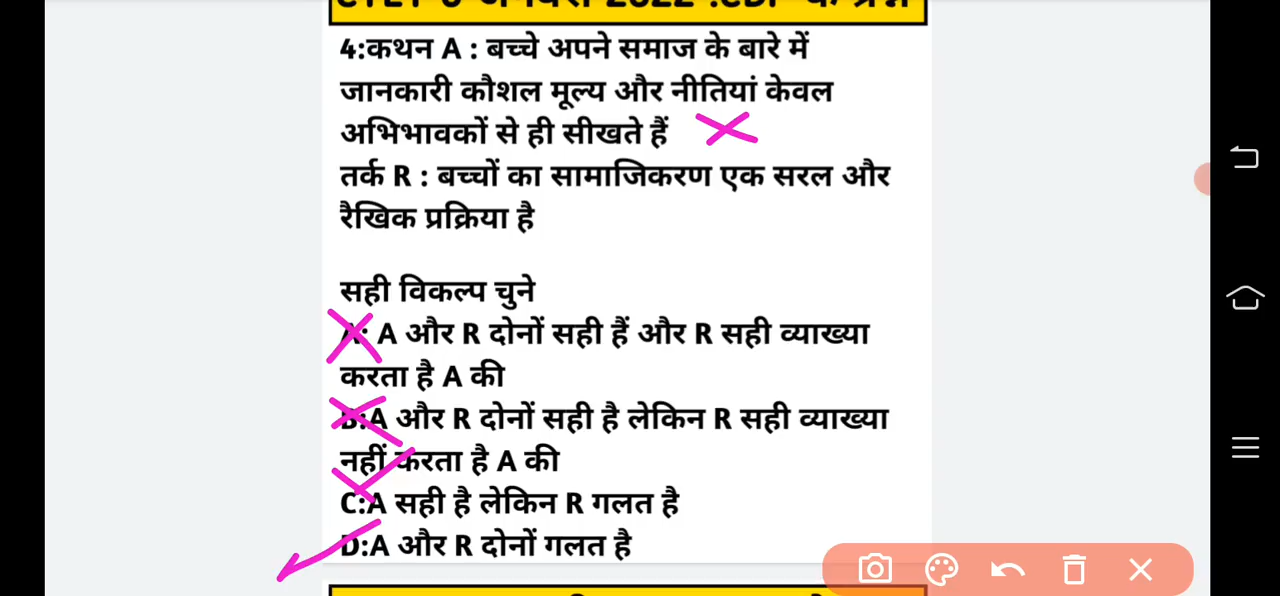 4:कथन A : बच्चे अपने समाज के बारे में
जानकारी कौशल मूल्य और नीतियां केवल
अभिभावकों से ही सीखते हैं
तर्क R : बच्चों का सामाजिकरण एक सरल और
रैखिक प्रक्रिया है
सही विकल्प चुने
A: A और R दोनों सही हैं और R सही व्याख्या
करता है A की
B:A और R दोनों सही है लेकिन R सही व्याख्या
नहीं करता है A की
C:A सही है लेकिन R गलत है
D:A और R दोनों गलत है